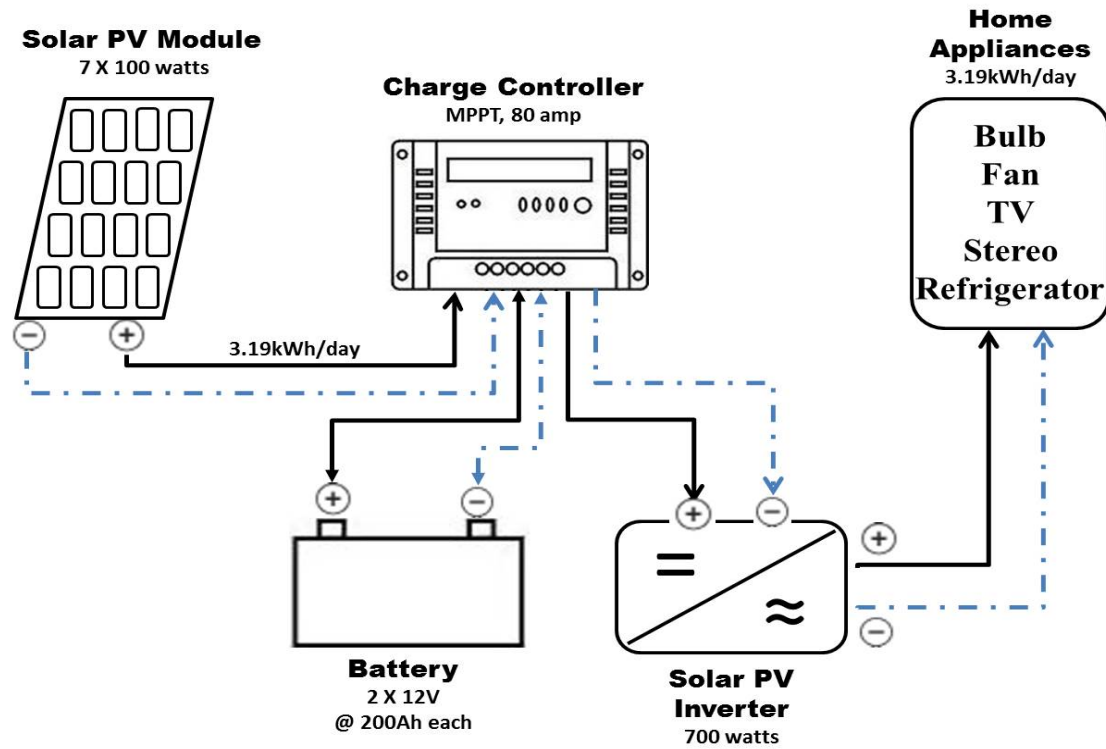 Solar PV Module
7 X 100 watts
Charge Controller
MPPT, 80 amp
Home
Appliances
3.19kWh/day
Bulb
Fan
TV
Stereo
Refrigerator
− +
3.19kWh/day
+ −
Battery
2 X 12V
@ 200Ah each
+ −
+
−
=
≈
Solar PV
Inverter
700 watts